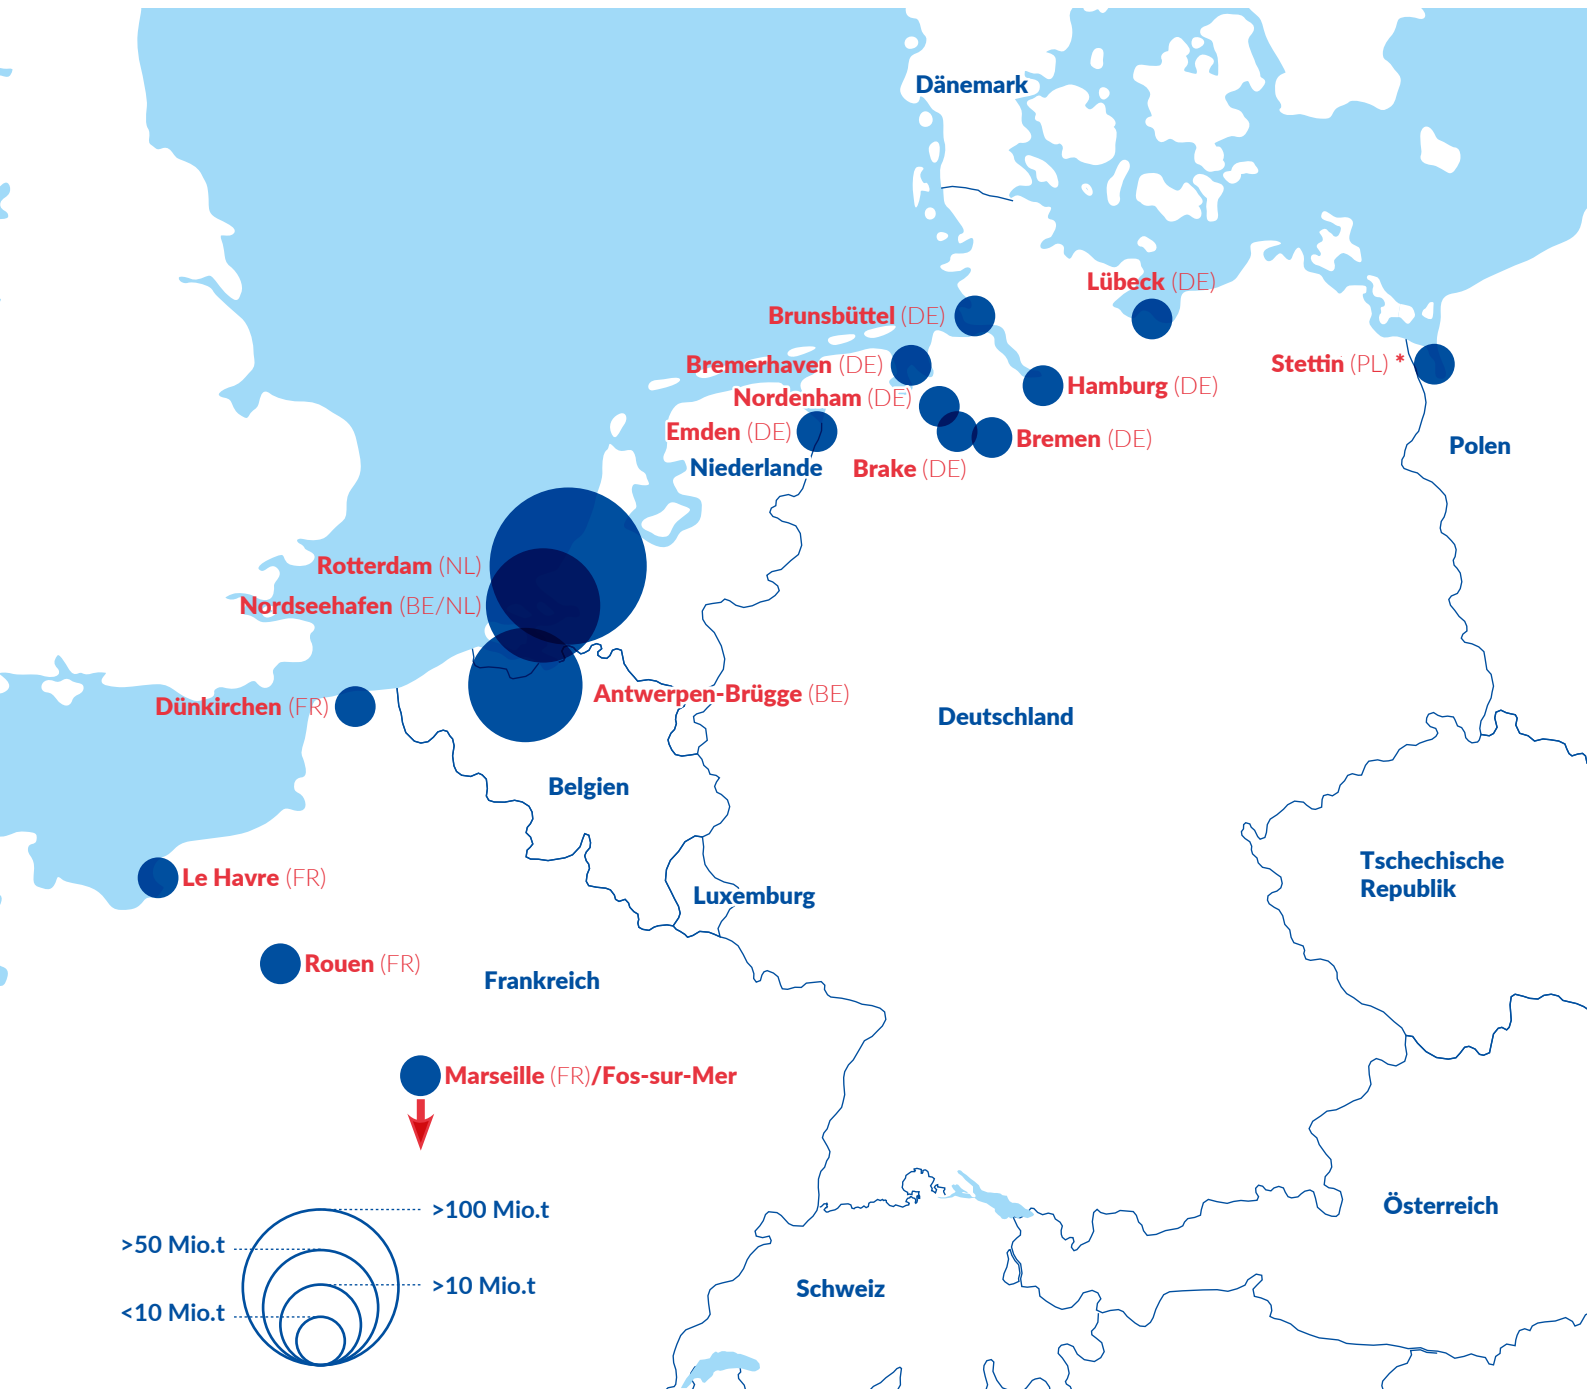 Dänemark
Lübeck (DE)
Brunsbüttel (DE)
Bremerhaven (DE)
Stettin (PL) *
Hamburg (DE)
Nordenham (DE)
Emden (DE)
Bremen (DE)
Polen
Niederlande
Brake (DE)
Rotterdam (NL)
Nordseehafen (BE/NL)
Antwerpen-Brügge (BE)
Dünkirchen (FR)
Deutschland
Belgien
Tschechische
Republik
Le Havre (FR)
Luxemburg
Rouen (FR)
Frankreich
Marseille (FR)/Fos-sur-Mer
Österreich
>100 Mio.t
>50 Mio.t
>10 Mio.t
Schweiz
<10 Mio.t